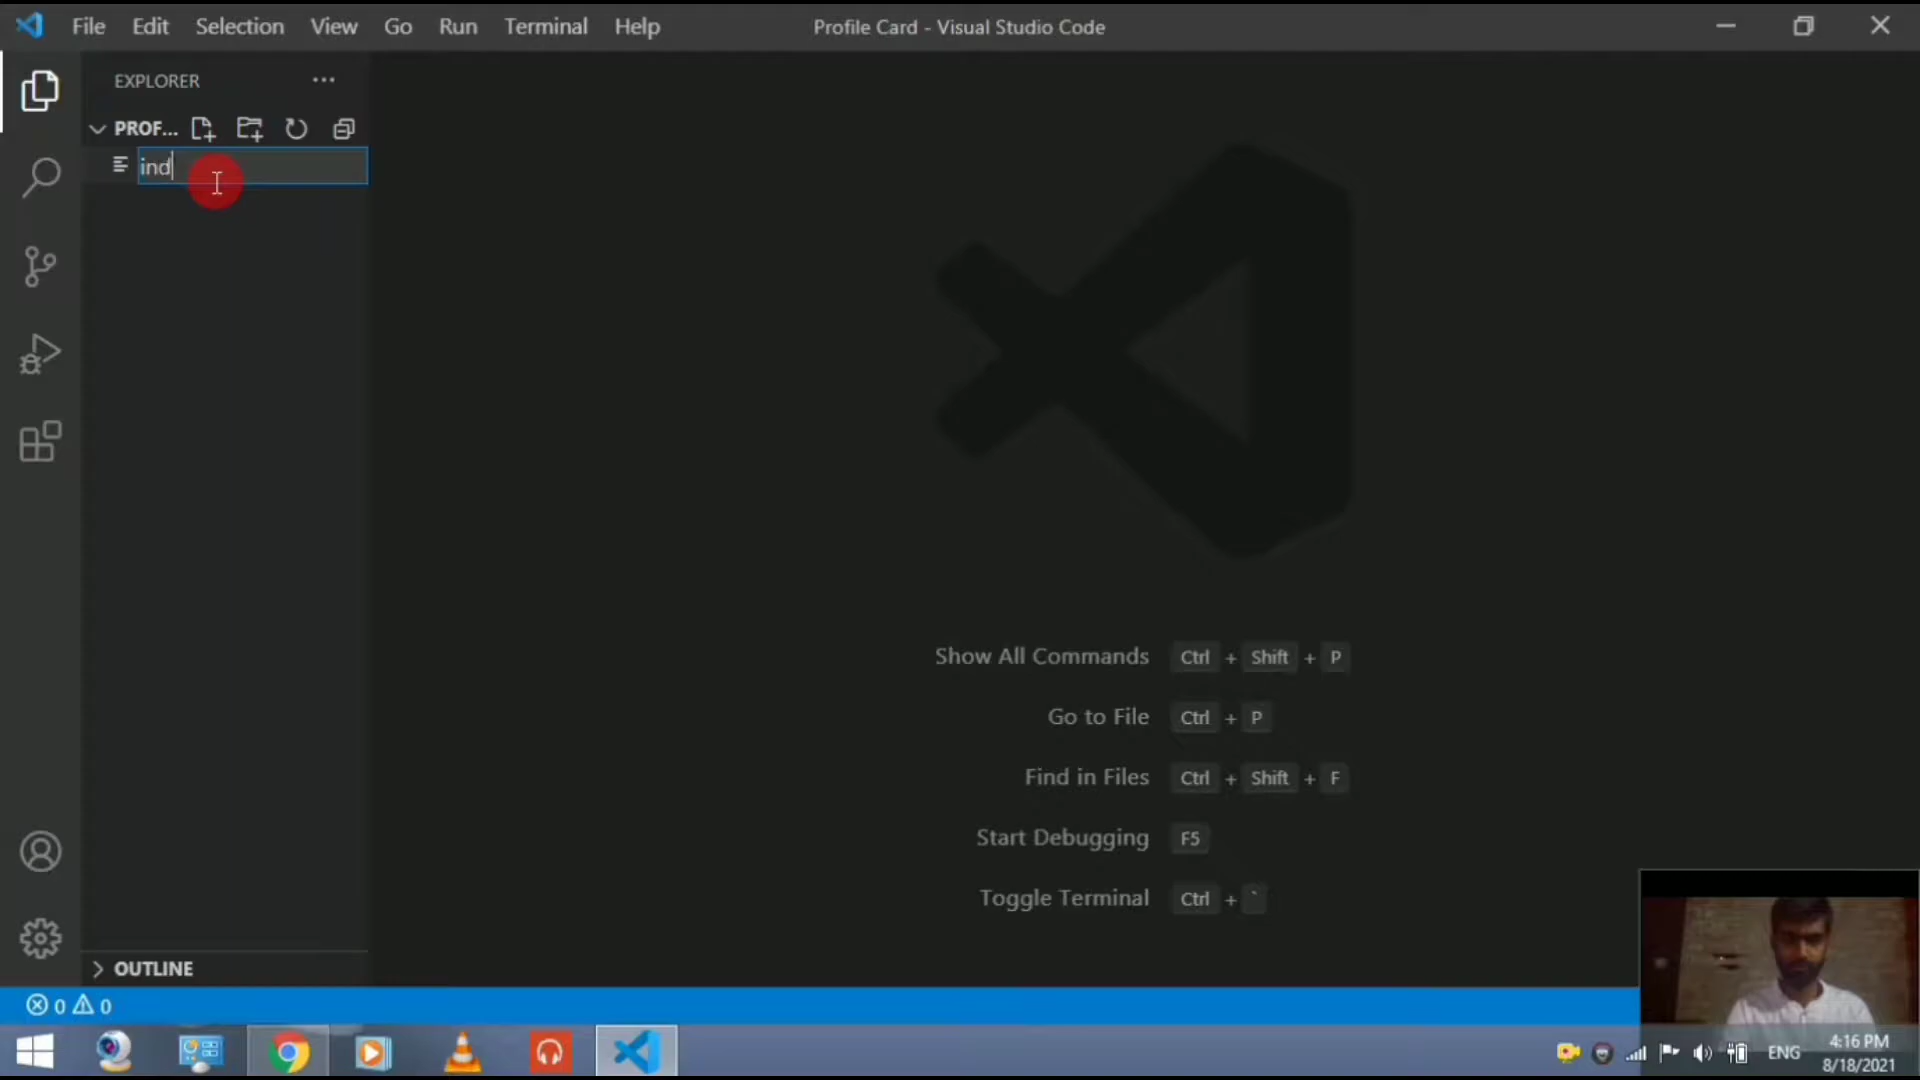 File Edit Selection View Go Run Terminal Help
Profile Card - Visual Studio Code
EXPLORER
PROF...
ind
Show All Commands Ctrl + Shift + P
Go to File Ctrl + P
Find in Files Ctrl + Shift + F
Start Debugging F5
Toggle Terminal Ctrl + `
OUTLINE
0 0
ENG
4:16 PM
8/18/2021